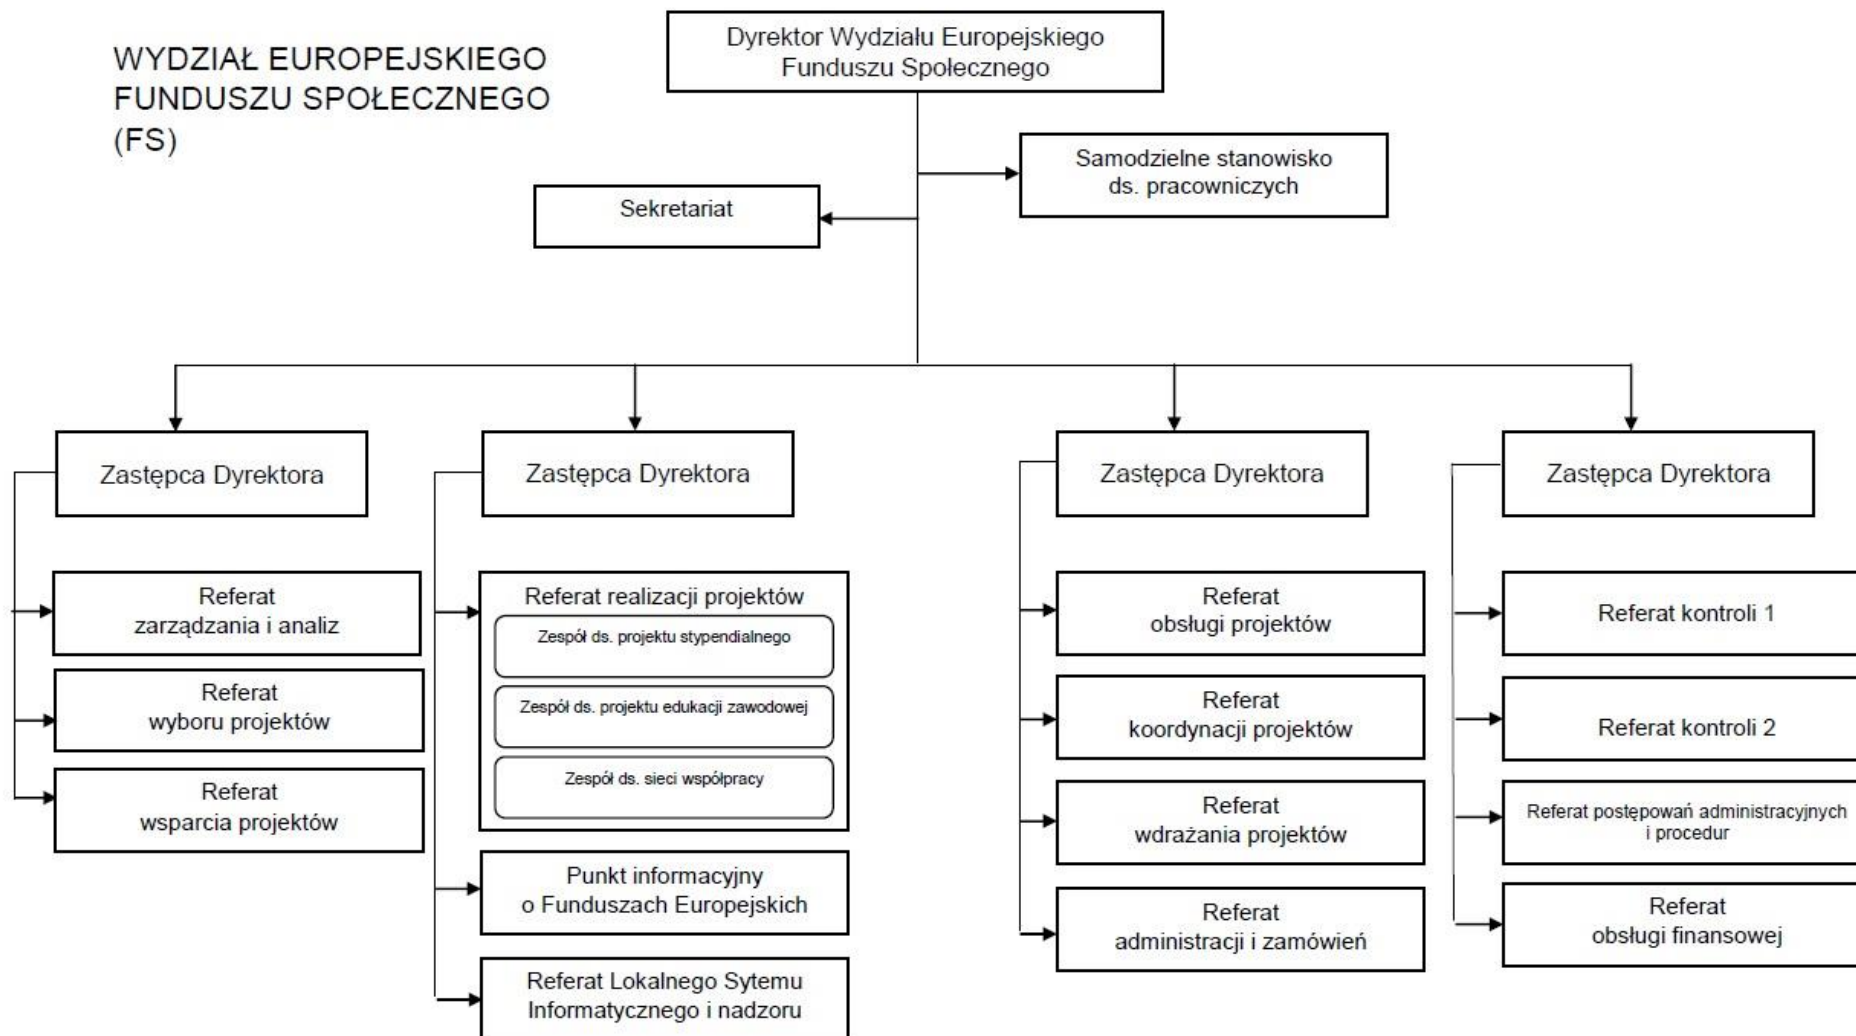 WYDZIAŁ EUROPEJSKIEGO
FUNDUSZU SPOŁECZNEGO
(FS)
Dyrektor Wydziału Europejskiego
Funduszu Społecznego
Samodzielne stanowisko
ds. pracowniczych
Sekretariat
Zastępca Dyrektora
Referat
zarządzania i analiz
Referat
wyboru projektów
Referat
wsparcia projektów
Zastępca Dyrektora
Referat realizacji projektów
Zespół ds. projektu stypendialnego
Zespół ds. projektu edukacji zawodowej
Zespół ds. sieci współpracy
Punkt informacyjny
o Funduszach Europejskich
Referat Lokalnego Sytemu
Informatycznego i nadzoru
Zastępca Dyrektora
Referat
obsługi projektów
Referat
koordynacji projektów
Referat
wdrażania projektów
Referat
administracji i zamówień
Zastępca Dyrektora
Referat kontroli 1
Referat kontroli 2
Referat postępowań administracyjnych
i procedur
Referat
obsługi finansowej